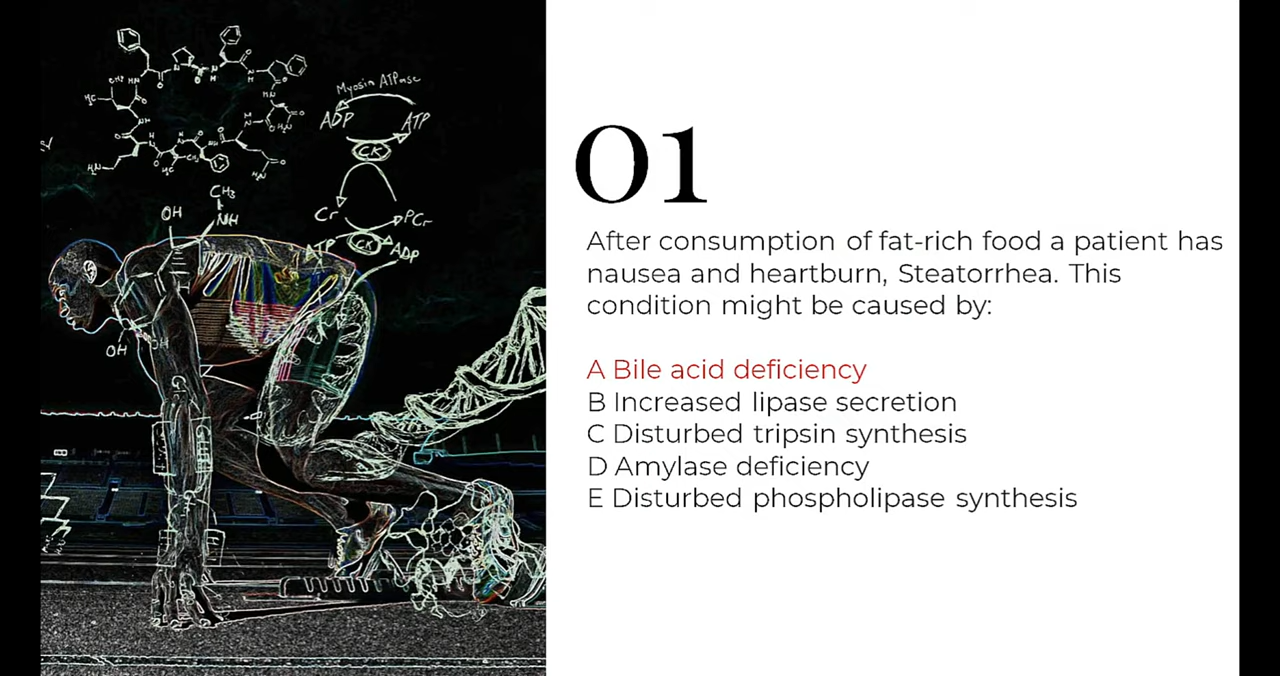 Myosin ATPase
ADP
ATP
CK
Cr
PCr
CK
ATP
ADP
CH3
NH
OH
OH
OH
01
After consumption of fat-rich food a patient has
nausea and heartburn, Steatorrhea. This
condition might be caused by:
A Bile acid deficiency
B Increased lipase secretion
C Disturbed tripsin synthesis
D Amylase deficiency
E Disturbed phospholipase synthesis